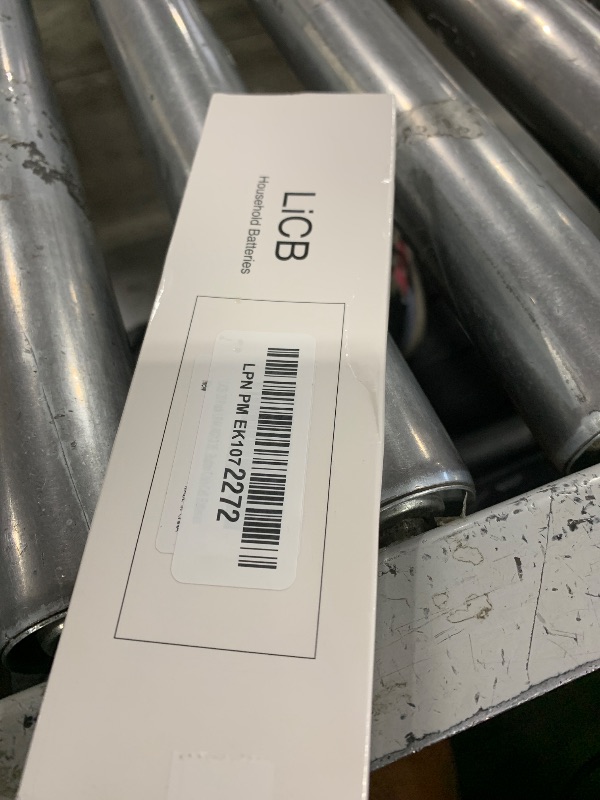 LiCB
Household Batteries
LPN PM EK1072272